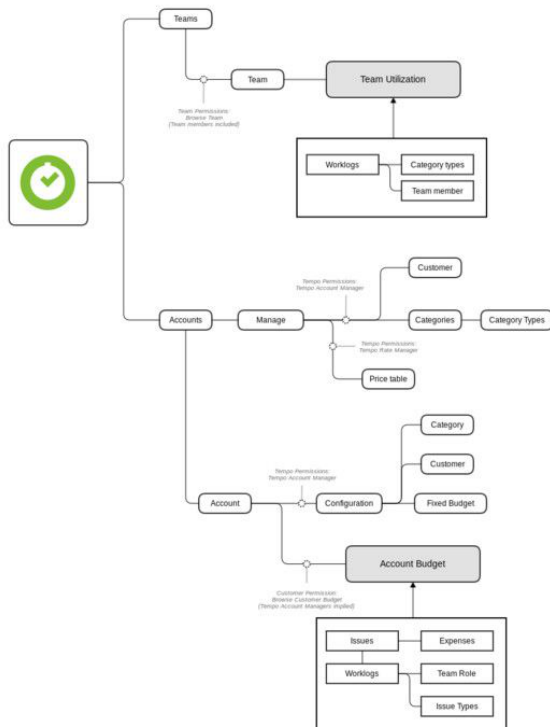 Teams
Team
Team Utilization
Team Permissions:
Browse Team
(Team members included)
Worklogs
Category types
Team member
Tempo Permissions:
Tempo Account Manager
Customer
Accounts
Manage
Categories
Category Types
Tempo Permissions:
Tempo Rate Manager
Price table
Category
Tempo Permissions:
Tempo Account Manager
Customer
Account
Configuration
Fixed Budget
Account Budget
Customer Permission:
Browse Customer Budget
(Tempo Account Managers implied)
Issues
Expenses
Worklogs
Team Role
Issue Types